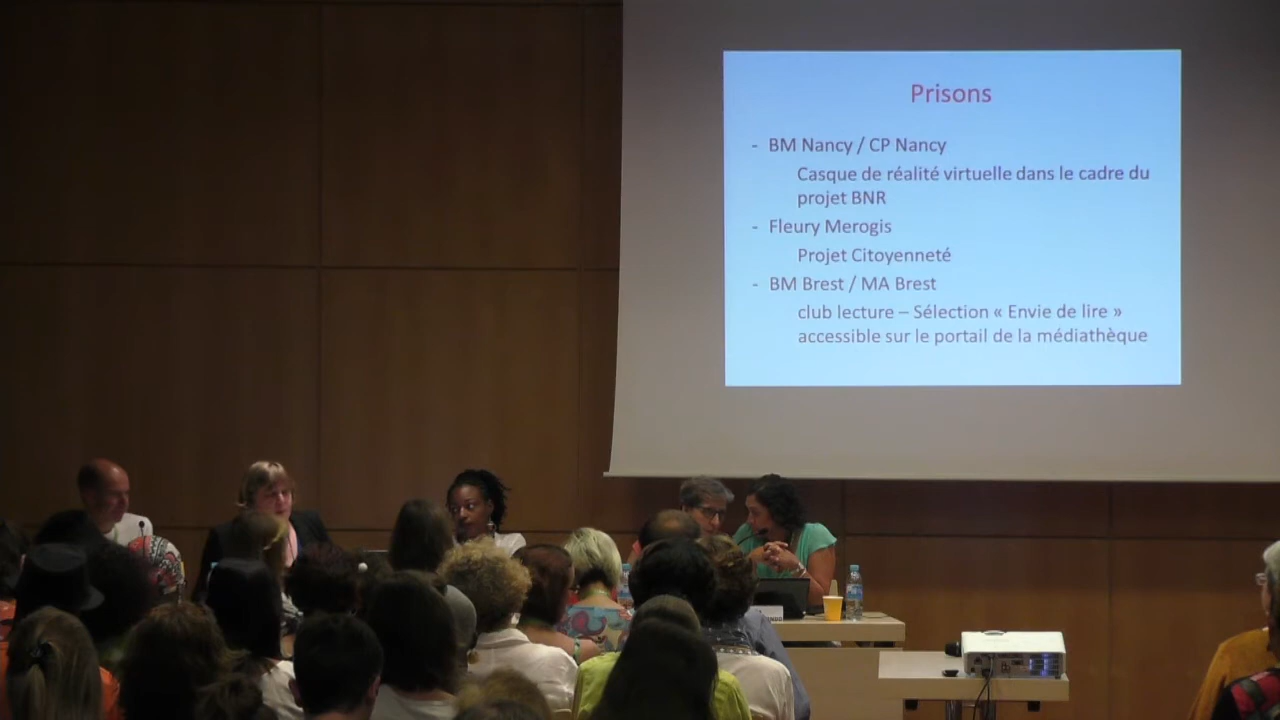 Prisons
- BM Nancy / CP Nancy
Casque de réalité virtuelle dans le cadre du
projet BNR
- Fleury Merogis
Projet Citoyenneté
- BM Brest / MA Brest
club lecture – Sélection « Envie de lire »
accessible sur le portail de la médiathèque